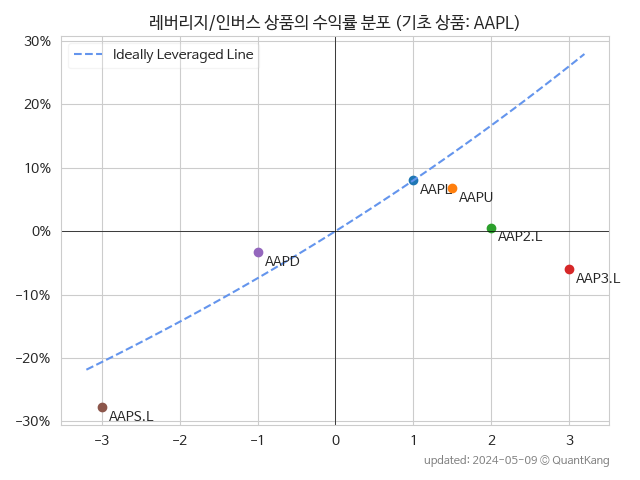 레버리지/인버스 상품의 수익률 분포 (기초 상품: AAPL)
30%
Ideally Leveraged Line
20%
10%
AAPL
AAPU
0%
AAP2.L
AAPD
AAP3.L
−10%
−20%
AAPS.L
−30%
−3 −2 −1 0 1 2 3
updated: 2024-05-09 © QuantKang